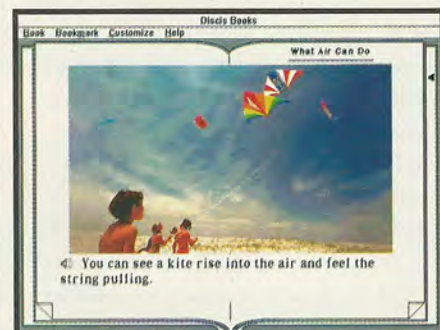 Discis Books
Book Bookmark Customize Help
What Air Can Do
You can see a kite rise into the air and feel the
string pulling.